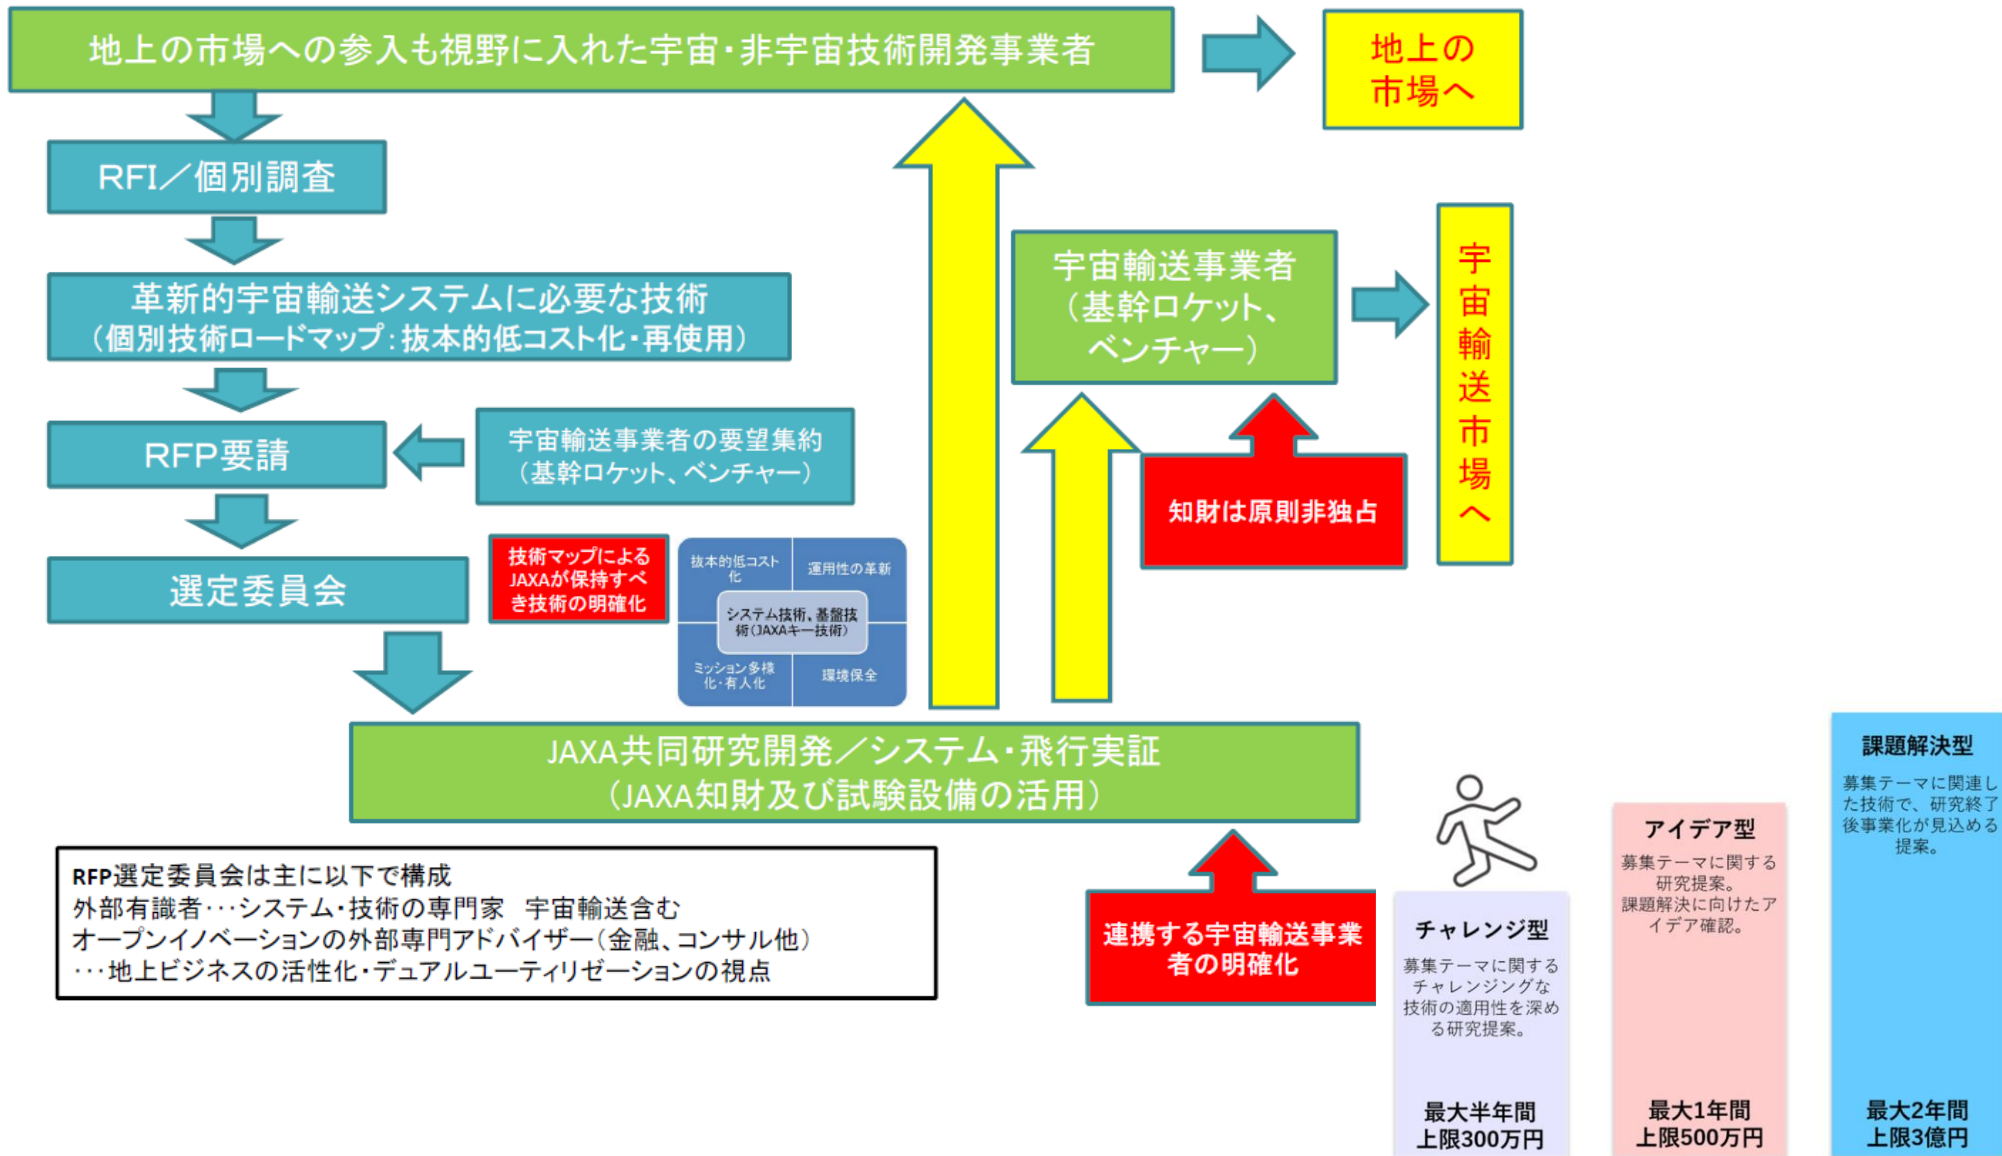 地上の市場への参入も視野に入れた宇宙・非宇宙技術開発事業者
地上の
市場へ
RFI／個別調査
革新的宇宙輸送システムに必要な技術
（個別技術ロードマップ：抜本的低コスト化・再使用）
RFP要請
宇宙輸送事業者の要望集約
（基幹ロケット、ベンチャー）
選定委員会
技術マップによる
JAXAが保持すべ
き技術の明確化
抜本的低コスト
化
運用性の革新
システム技術、基盤技
術（JAXAキー技術）
ミッション多様
化・有人化
環境保全
宇宙輸送事業者
（基幹ロケット、
ベンチャー）
宇宙輸送市場へ
知財は原則非独占
JAXA共同研究開発／システム・飛行実証
（JAXA知財及び試験設備の活用）
連携する宇宙輸送事業
者の明確化
RFP選定委員会は主に以下で構成
外部有識者・・・システム・技術の専門家　宇宙輸送含む
オープンイノベーションの外部専門アドバイザー（金融、コンサル他）
・・・地上ビジネスの活性化・デュアルユーティリゼーションの視点
チャレンジ型
募集テーマに関する
チャレンジングな
技術の適用性を深め
る研究提案。
最大半年間
上限300万円
アイデア型
募集テーマに関する
研究提案。
課題解決に向けたア
イデア確認。
最大1年間
上限500万円
課題解決型
募集テーマに関連し
た技術で、研究終了
後事業化が見込める
提案。
最大2年間
上限3億円